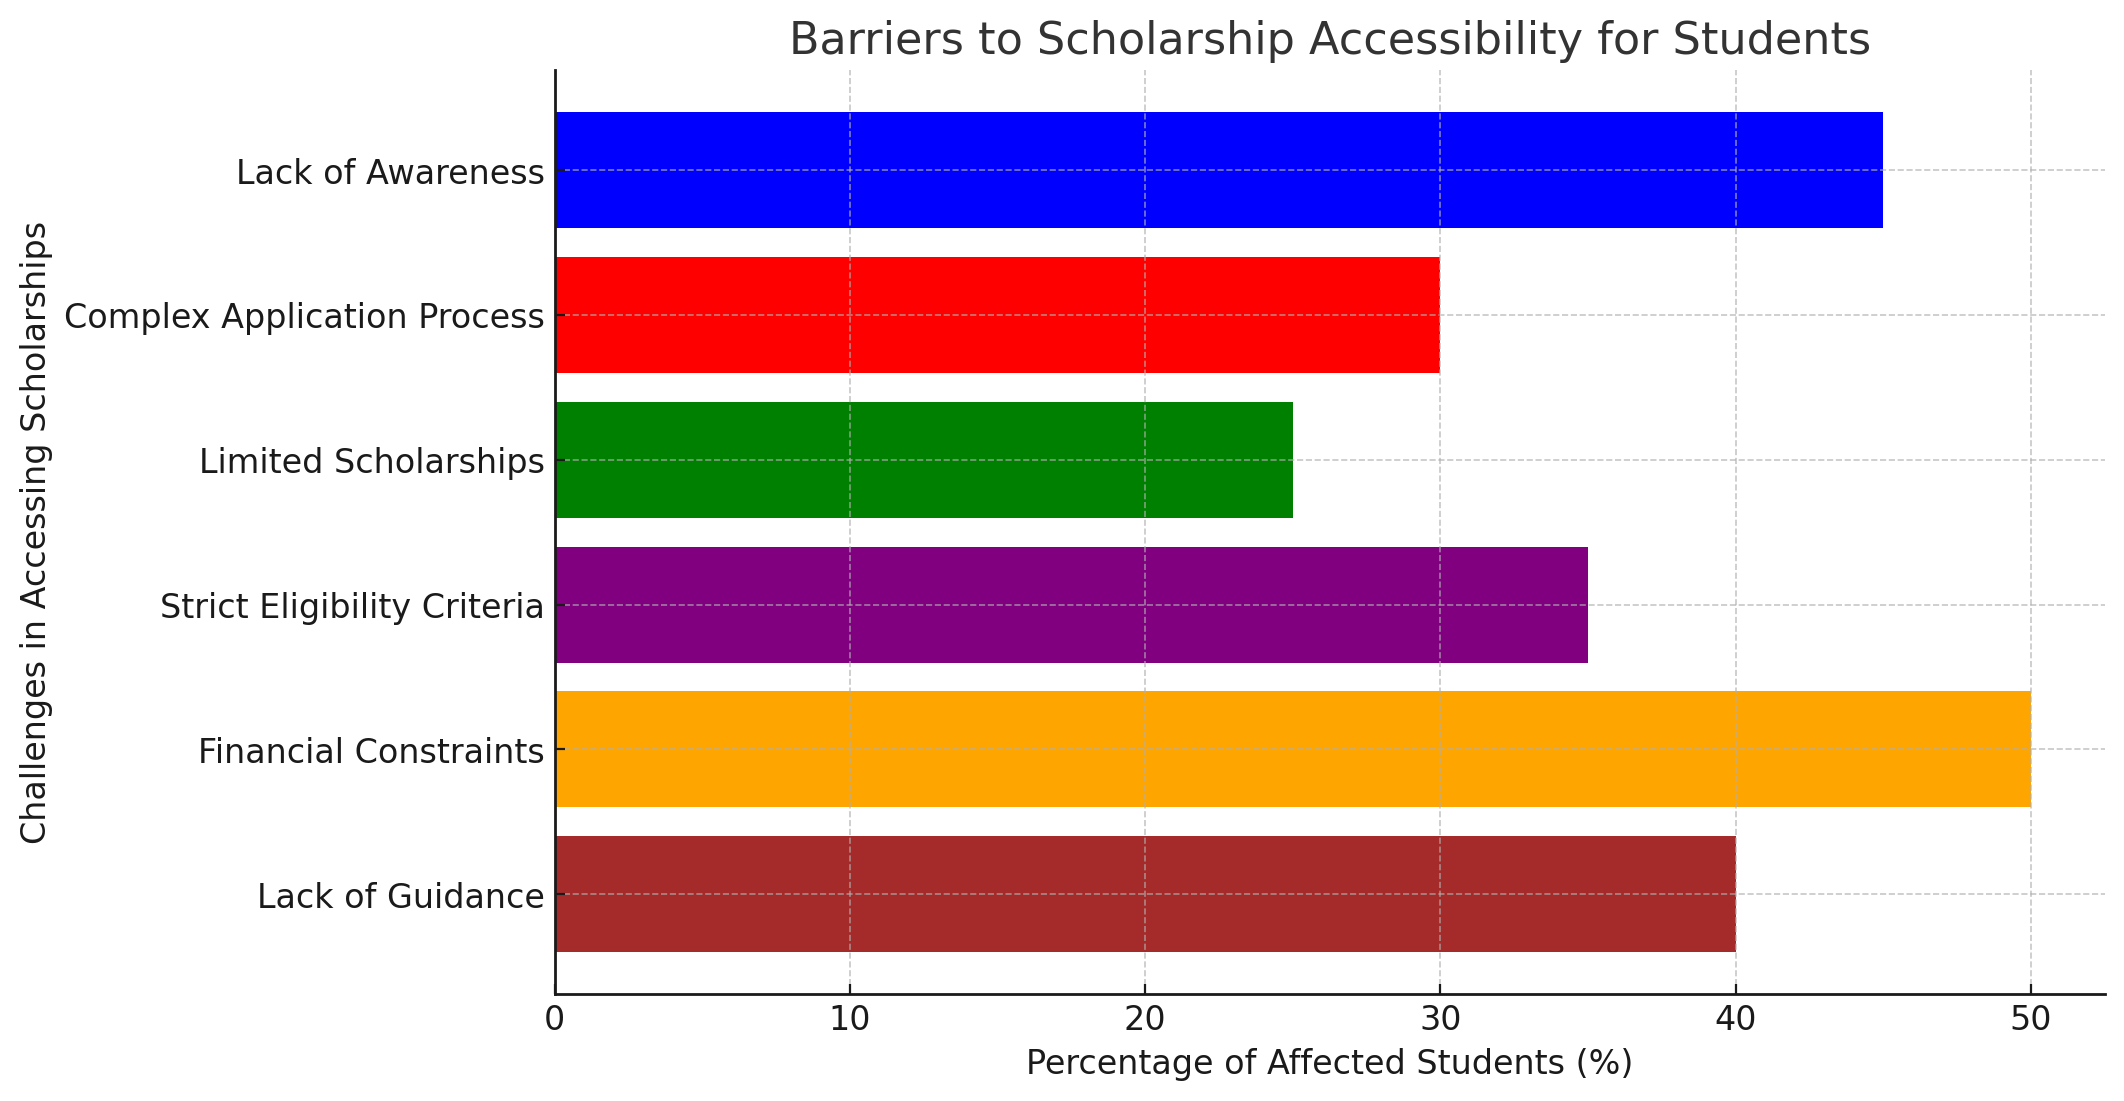 Barriers to Scholarship Accessibility for Students
Challenges in Accessing Scholarships
Lack of Awareness
Complex Application Process
Limited Scholarships
Strict Eligibility Criteria
Financial Constraints
Lack of Guidance
0 10 20 30 40 50
Percentage of Affected Students (%)